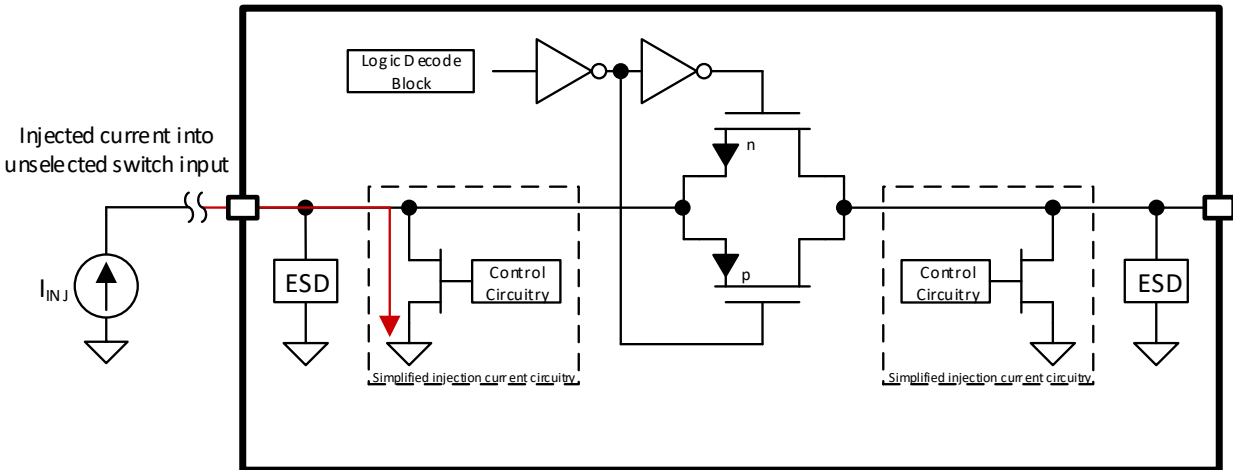 Logic Decode
Block
Injected current into
unselected switch input
n
p
I_INJ
ESD
Control
Circuitry
Control
Circuitry
ESD
Simplified injection current circuitry
Simplified injection current circuitry